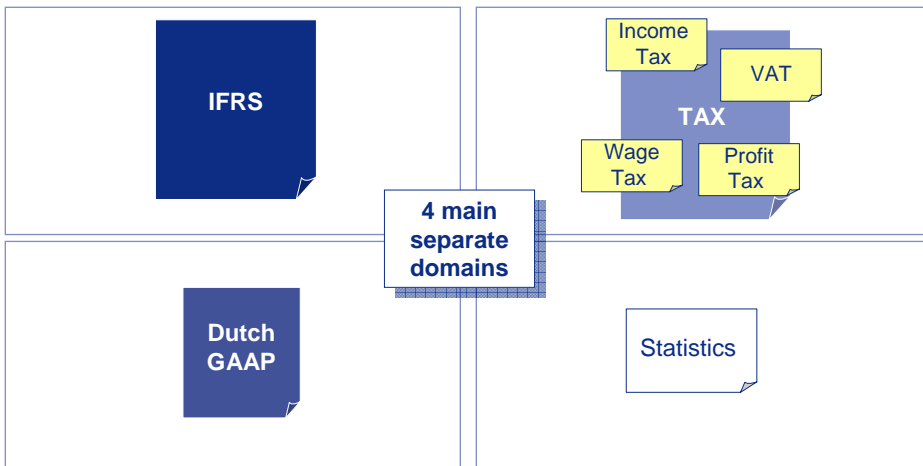 IFRS
Income
Tax
VAT
TAX
Wage
Tax
Profit
Tax
4 main
separate
domains
Dutch
GAAP
Statistics